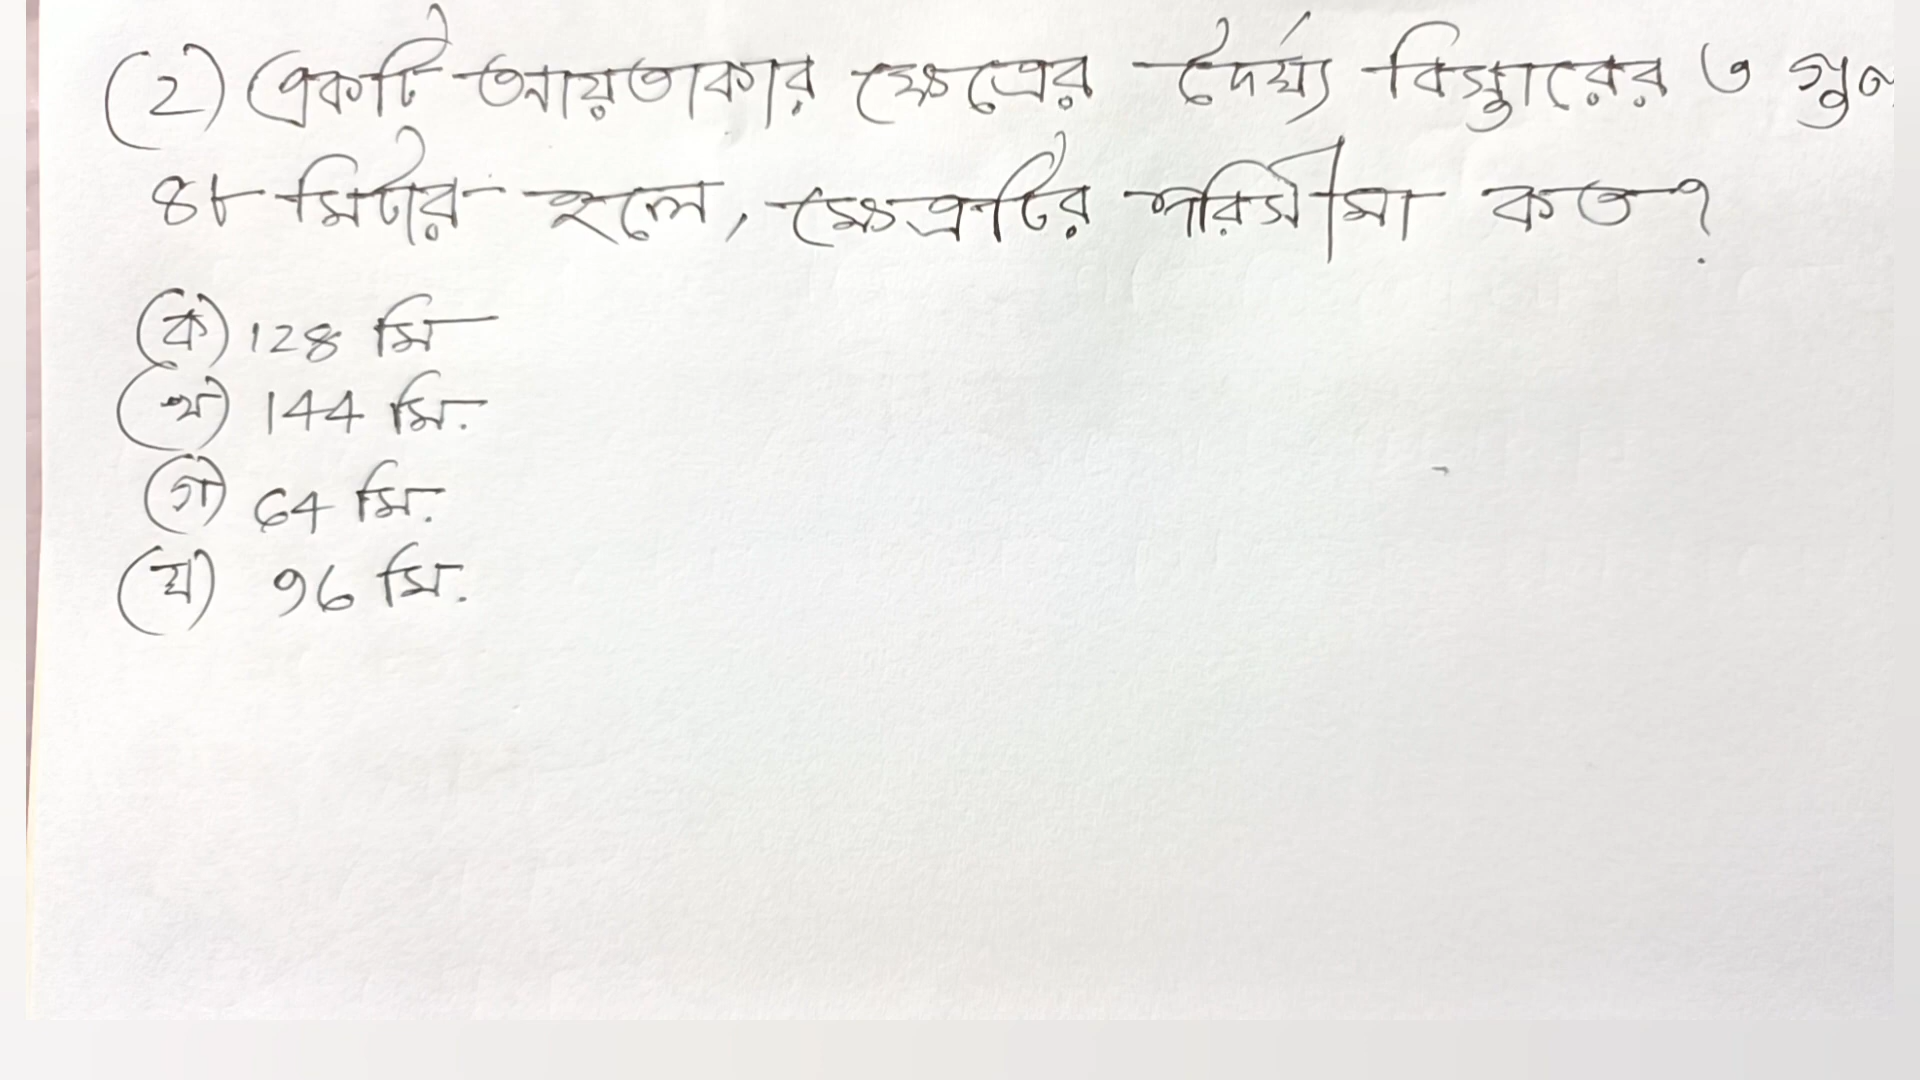 (2) একটি আয়তাকার ক্ষেত্রের দৈর্ঘ্য বিস্তারের ৩ গুণ
৪৮ মিটার হলে, ক্ষেত্রটির পরিসীমা কত?
(ক) 128 মি
(খ) 144 মি.
(গ) 64 মি.
(ঘ) 96 মি.